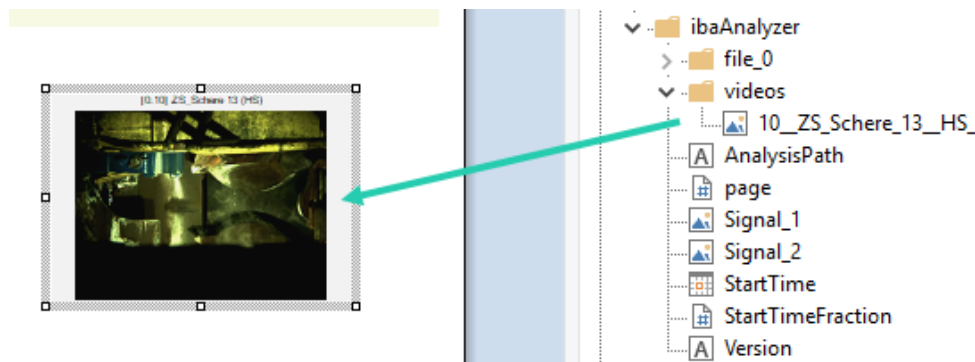 [0:10] ZS_Schere 13 (HS)
ibaAnalyzer
file_0
videos
10__ZS_Schere_13__HS_
AnalysisPath
page
Signal_1
Signal_2
StartTime
StartTimeFraction
Version